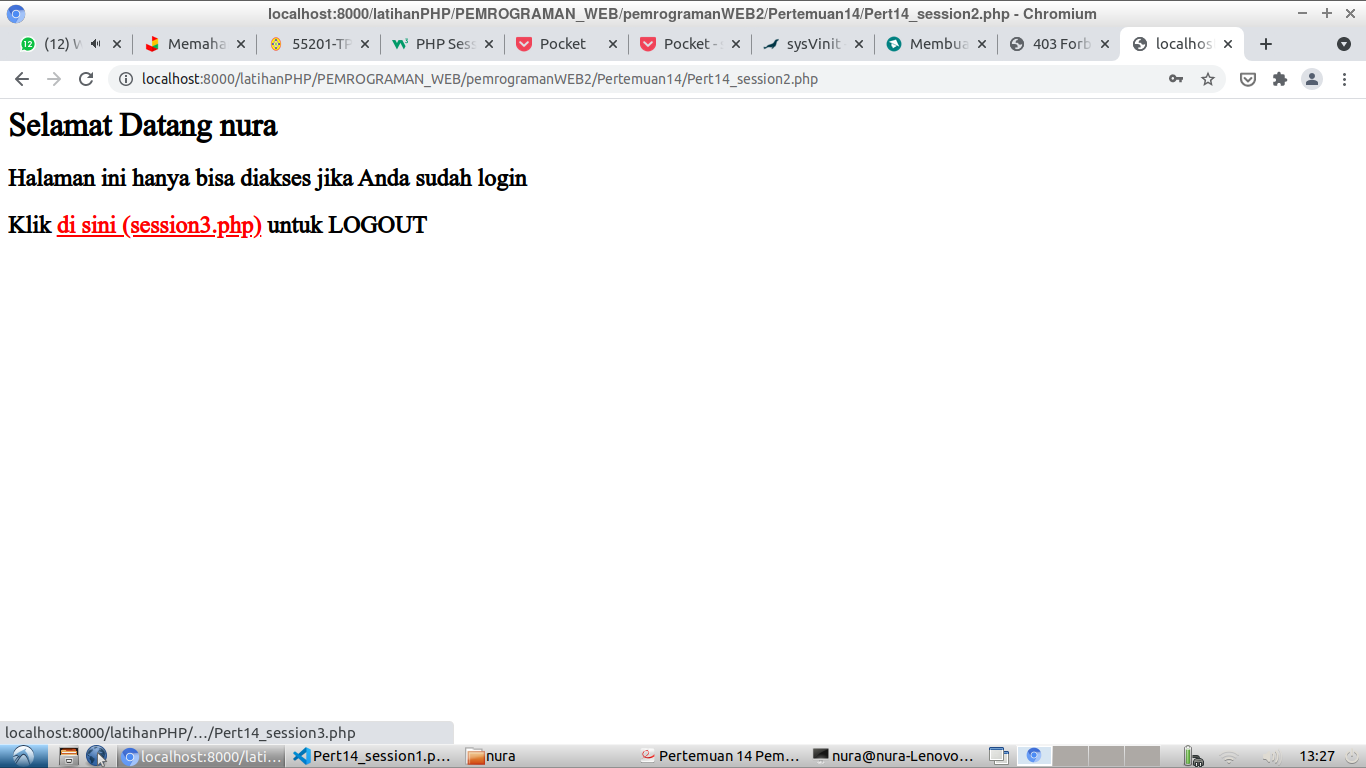 localhost:8000/latihanPHP/PEMROGRAMAN_WEB/pemrogramanWEB2/Pertemuan14/Pert14_session2.php - Chromium
(12) W
Memaha
55201-TP
PHP Ses
Pocket
Pocket - 
sysVinit
Membua
403 Forb
localhos
localhost:8000/latihanPHP/PEMROGRAMAN_WEB/pemrogramanWEB2/Pertemuan14/Pert14_session2.php
Selamat Datang nura
Halaman ini hanya bisa diakses jika Anda sudah login
Klik di sini (session3.php) untuk LOGOUT
localhost:8000/latihanPHP/…/Pert14_session3.php
localhost:8000/lati...
Pert14_session1.p...
nura
Pertemuan 14 Pem...
nura@nura-Lenovo...
13:27